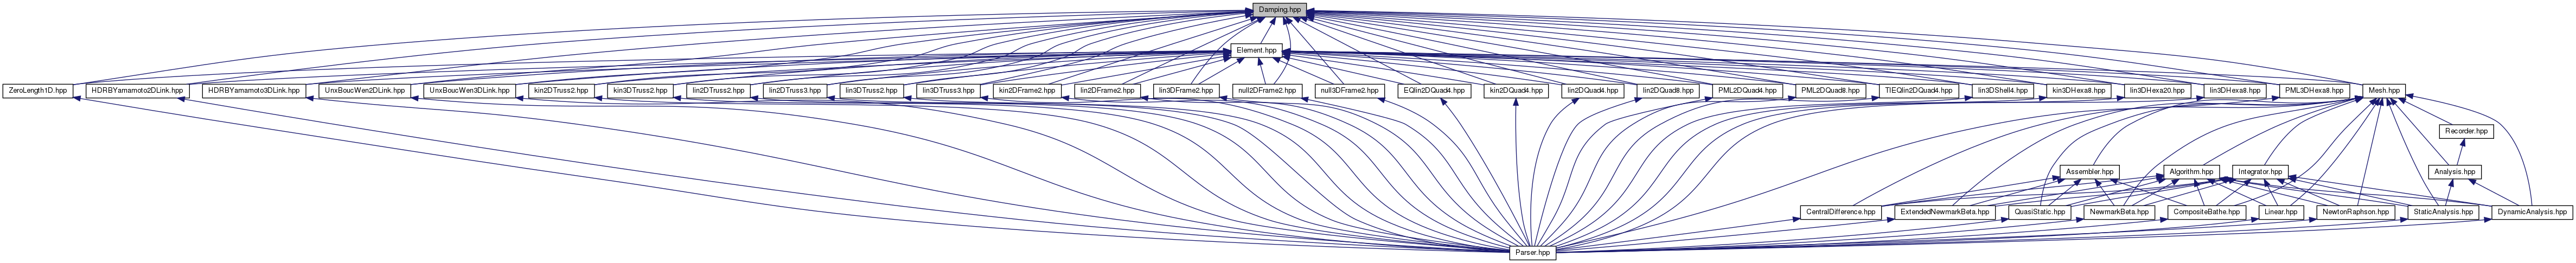 Damping.hpp
Element.hpp
ZeroLength1D.hpp
HDRBYamamoto2DLink.hpp
HDRBYamamoto3DLink.hpp
UnxBoucWen2DLink.hpp
UnxBoucWen3DLink.hpp
kin2DTruss2.hpp
kin3DTruss2.hpp
lin2DTruss2.hpp
lin2DTruss3.hpp
lin3DTruss2.hpp
lin3DTruss3.hpp
kin2DFrame2.hpp
lin2DFrame2.hpp
lin3DFrame2.hpp
null2DFrame2.hpp
null3DFrame2.hpp
EQlin2DQuad4.hpp
kin2DQuad4.hpp
lin2DQuad4.hpp
lin2DQuad8.hpp
PML2DQuad4.hpp
PML2DQuad8.hpp
TIEQlin2DQuad4.hpp
lin3DShell4.hpp
kin3DHexa8.hpp
lin3DHexa20.hpp
lin3DHexa8.hpp
PML3DHexa8.hpp
Mesh.hpp
Recorder.hpp
Assembler.hpp
Algorithm.hpp
Integrator.hpp
Analysis.hpp
CentralDifference.hpp
ExtendedNewmarkBeta.hpp
QuasiStatic.hpp
NewmarkBeta.hpp
CompositeBathe.hpp
Linear.hpp
NewtonRaphson.hpp
StaticAnalysis.hpp
DynamicAnalysis.hpp
Parser.hpp